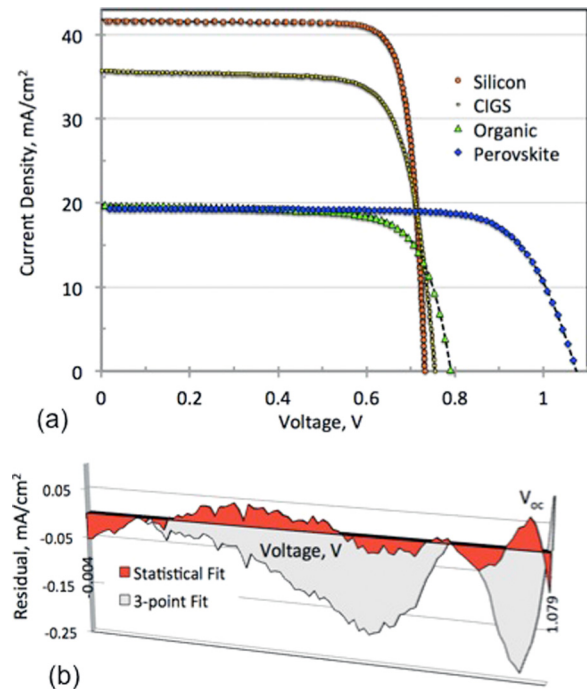 40
30
20
10
0
Current Density, mA/cm²
Silicon
CIGS
Organic
Perovskite
0 0.2 0.4 0.6 0.8 1
(a)
Voltage, V
0.05
-0.05
-0.15
-0.25
Residual, mA/cm²
-0.004
Voltage, V
Voc
1.079
Statistical Fit
3-point Fit
(b)